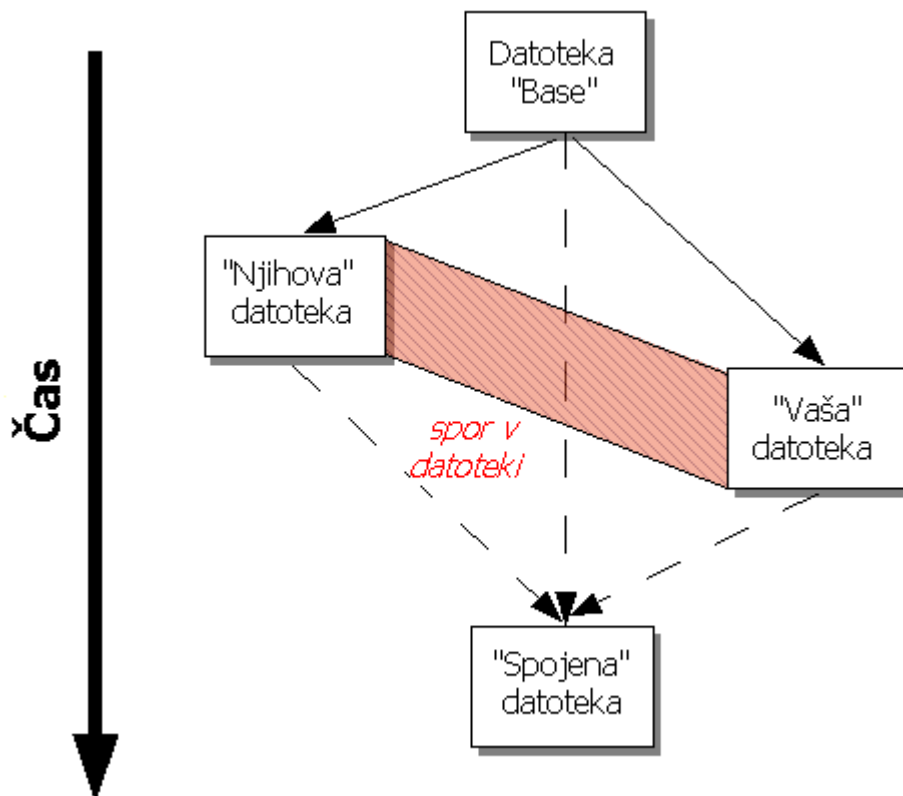 Datoteka
"Base"
"Njihova"
datoteka
Čas
"Vaša"
datoteka
spor v
datoteki
"Spojena"
datoteka